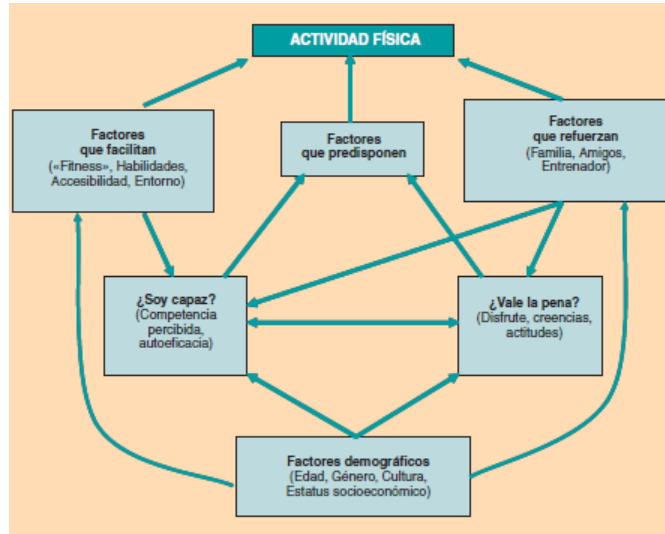 ACTIVIDAD FÍSICA
Factores
que facilitan
(«Fitness», Habilidades,
Accesibilidad, Entorno)
Factores
que predisponen
Factores
que refuerzan
(Familia, Amigos,
Entrenador)
¿Soy capaz?
(Competencia
percibida,
autoeficacia)
¿Vale la pena?
(Disfrute, creencias,
actitudes)
Factores demográficos
(Edad, Género, Cultura,
Estatus socioeconómico)